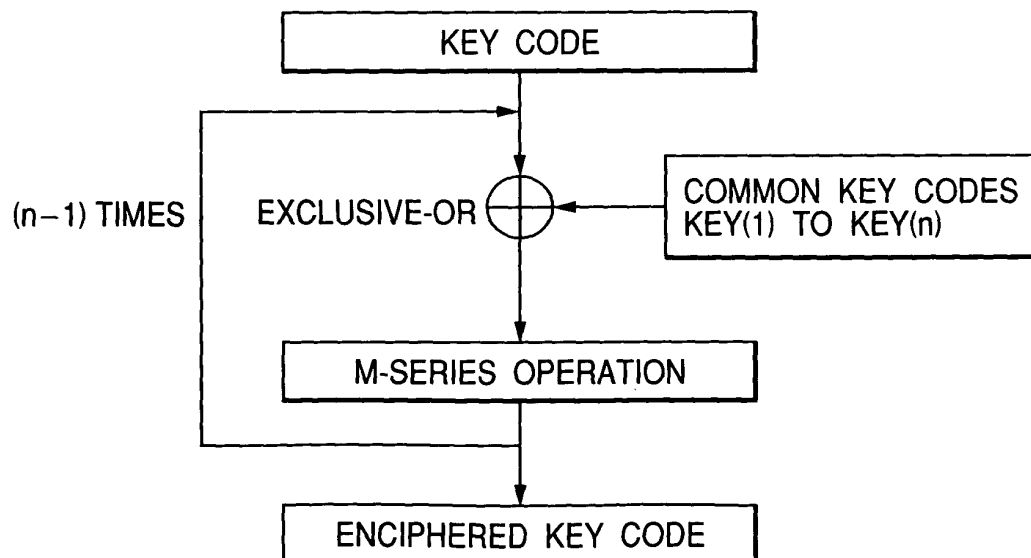 KEY CODE
(n−1) TIMES
EXCLUSIVE-OR
COMMON KEY CODES
KEY(1) TO KEY(n)
M-SERIES OPERATION
ENCIPHERED KEY CODE